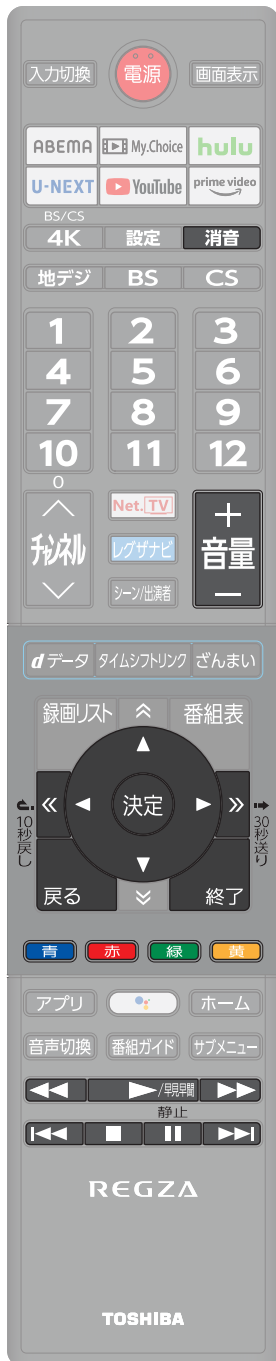 入力切換 電源 画面表示
ABEMA My.Choice hulu
U-NEXT YouTube prime video
BS/CS
4K 設定 消音
地デジ BS CS
1 2 3
4 5 6
7 8 9
10 11 12
0
Net.TV ＋
チャンネル レグザナビ 音量
シーン/出演者 －
dデータ タイムシフトリンク ざんまい
録画リスト 番組表
10秒戻し 決定 30秒送り
戻る 終了
青 赤 緑 黄
アプリ ホーム
音声切換 番組ガイド サブメニュー
/早見早聞
静止
REGZA
TOSHIBA